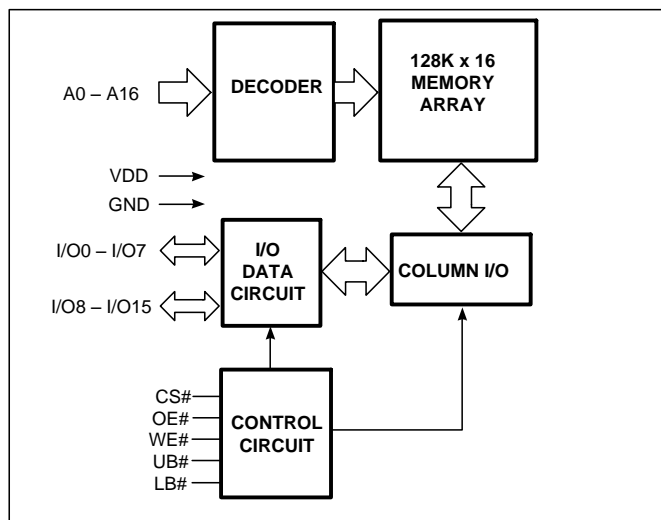 A0 – A16
DECODER
128K x 16
MEMORY
ARRAY
VDD
GND
I/O0 – I/O7
I/O8 – I/O15
I/O
DATA
CIRCUIT
COLUMN I/O
CS#
OE#
WE#
UB#
LB#
CONTROL
CIRCUIT